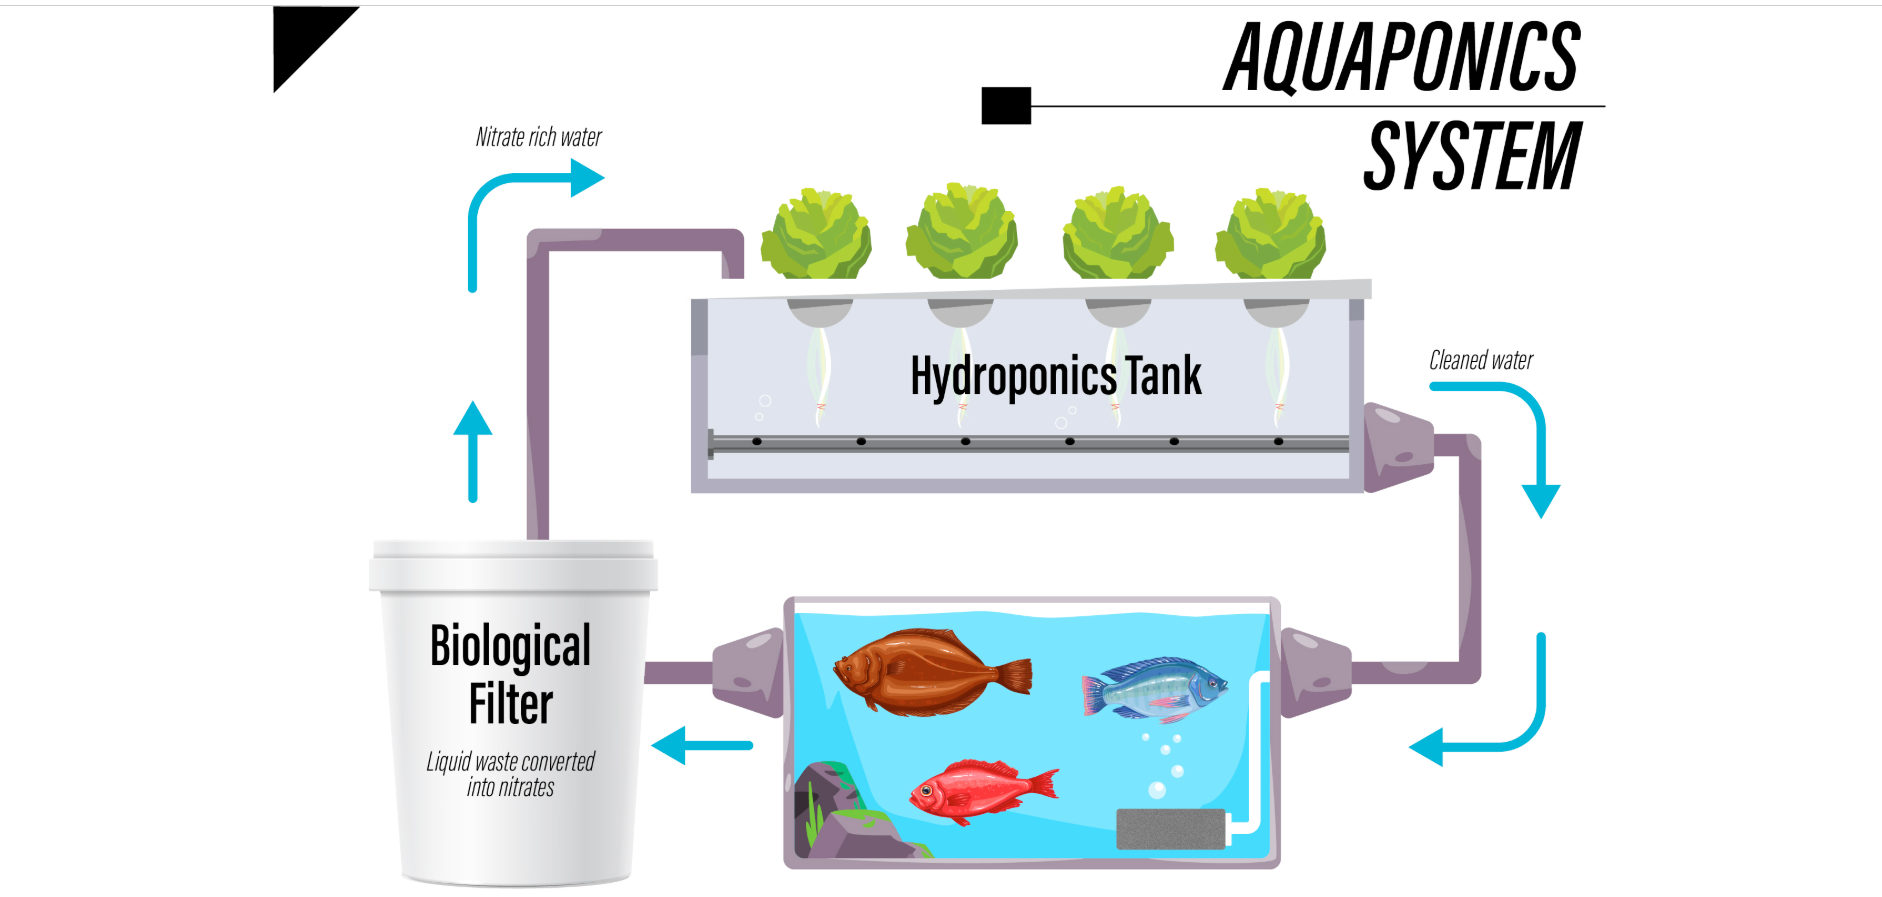 AQUAPONICS
SYSTEM
Nitrate rich water
Hydroponics Tank
Cleaned water
Biological
Filter
Liquid waste converted
into nitrates